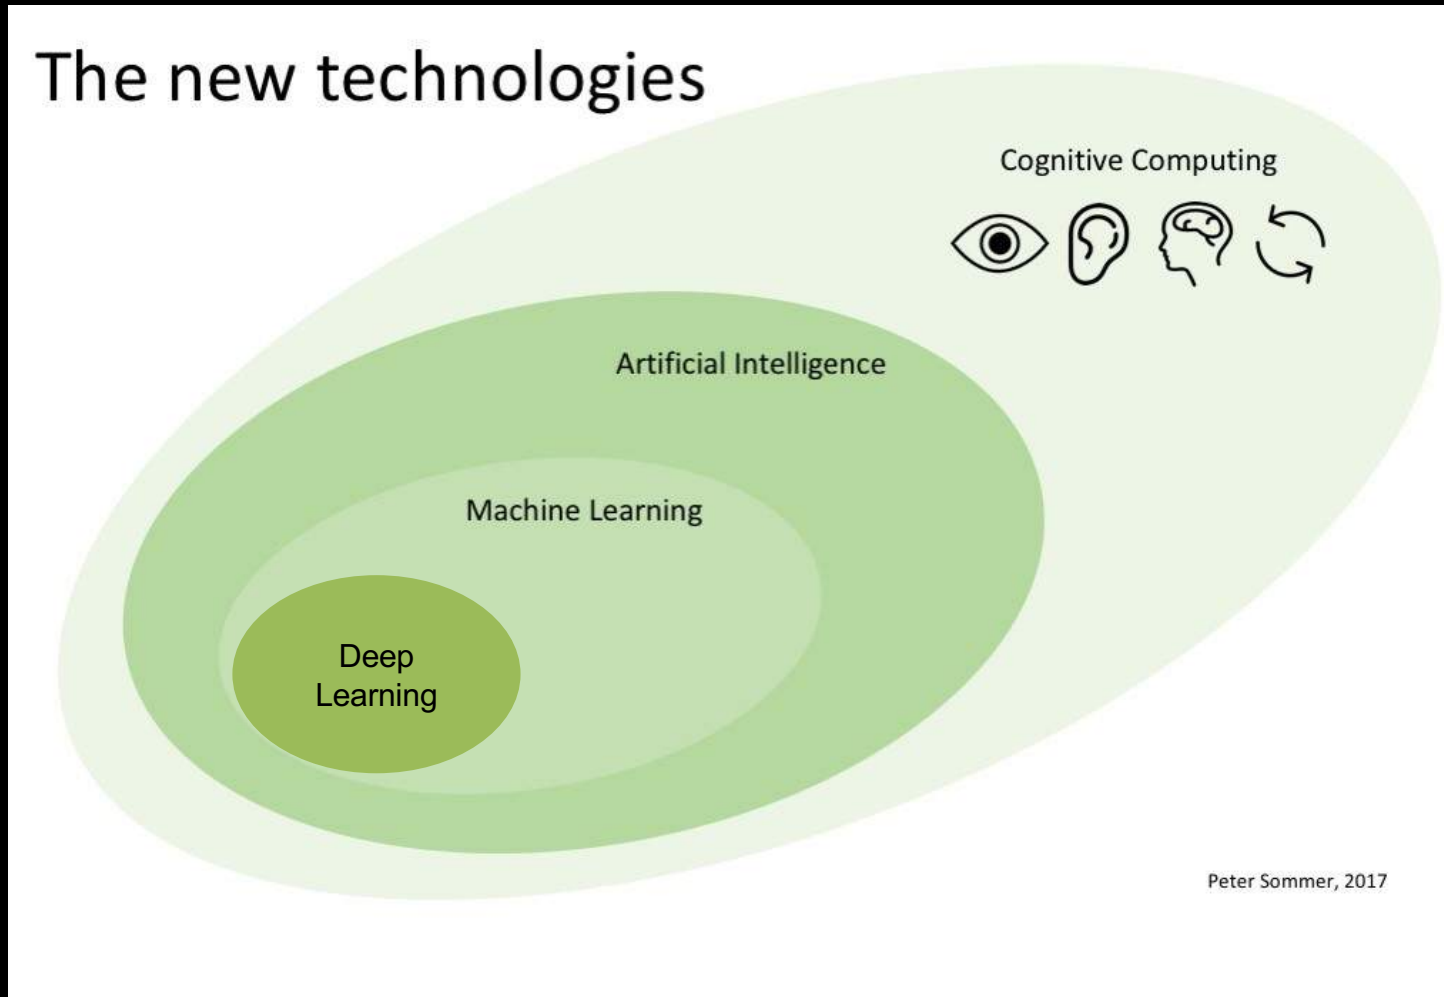 The new technologies
Cognitive Computing
Artificial Intelligence
Machine Learning
Deep
Learning
Peter Sommer, 2017